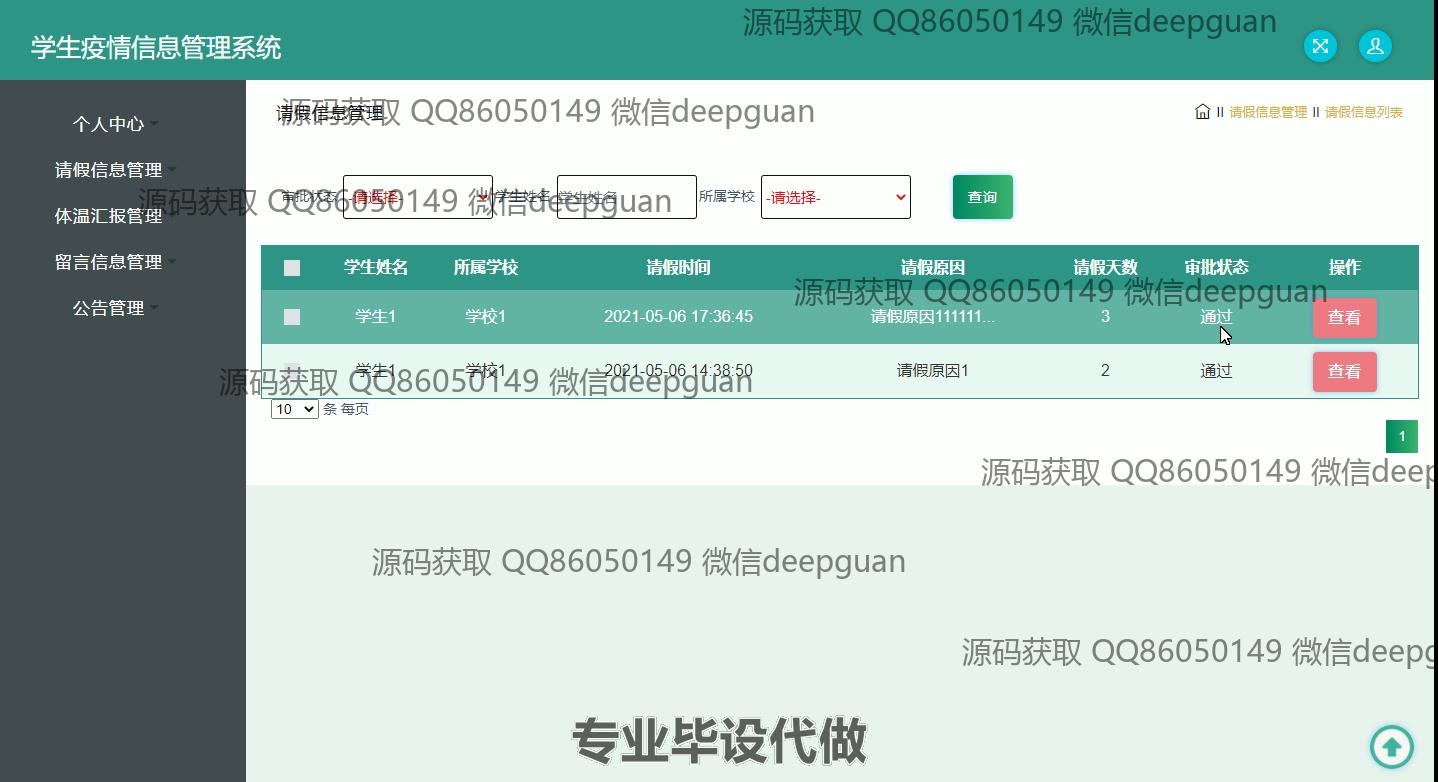 源码获取 QQ86050149 微信deepguan
学生疫情信息管理系统
个人中心
请假信息管理
体温汇报管理
留言信息管理
公告管理
请假信息管理
源码获取 QQ86050149 微信deepguan
II 请假信息管理 II 请假信息列表
审批状态 -请选择- 学生姓名 学生姓名 所属学校 -请选择- 查询
源码获取 QQ86050149 微信deepguan
学生姓名 所属学校 请假时间 请假原因 请假天数 审批状态 操作
源码获取 QQ86050149 微信deepguan
学生1 学校1 2021-05-06 17:36:45 请假原因111111... 3 通过 查看
学生1 学校1 2021-05-06 14:38:50 请假原因1 2 通过 查看
源码获取 QQ86050149 微信deepguan
10 条 每页
1
源码获取 QQ86050149 微信deep
源码获取 QQ86050149 微信deepguan
源码获取 QQ86050149 微信deepg
专业毕设代做